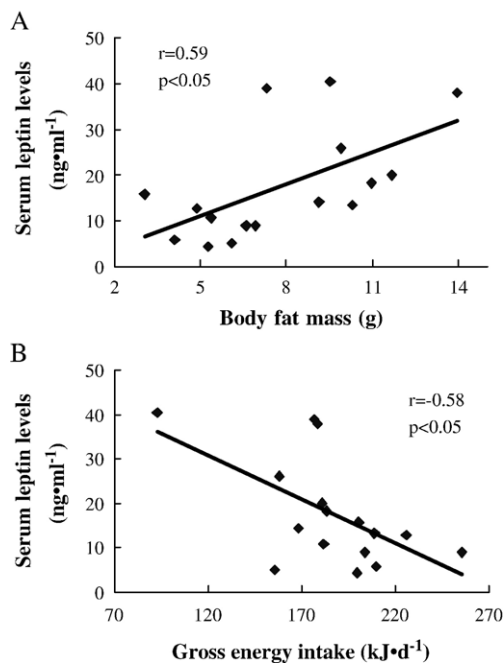 A
50
40
30
20
10
0
Serum leptin levels
(ng•ml⁻¹)
r=0.59
p<0.05
2 5 8 11 14
Body fat mass (g)
B
50
40
30
20
10
0
Serum leptin levels
(ng•ml⁻¹)
r=-0.58
p<0.05
70 120 170 220 270
Gross energy intake (kJ•d⁻¹)